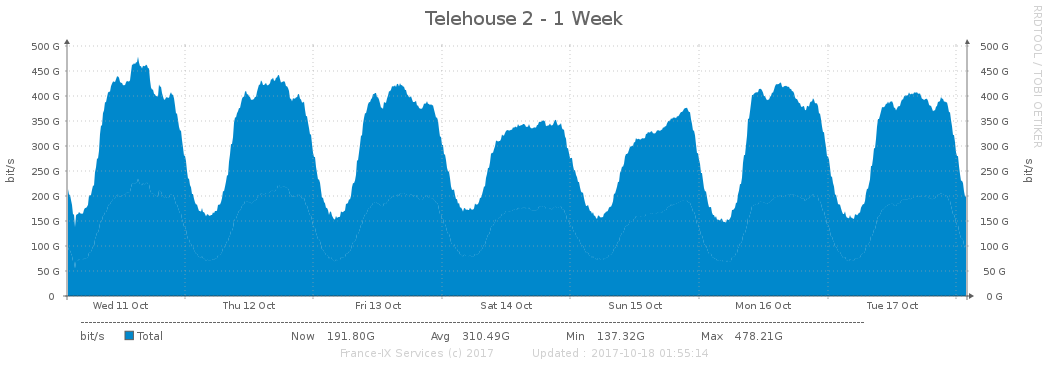 Telehouse 2 - 1 Week
RRDTOOL / TOBI OETIKER
500 G 500 G
450 G 450 G
400 G 400 G
350 G 350 G
300 G 300 G
250 G 250 G
200 G 200 G
150 G 150 G
100 G 100 G
50 G 50 G
0 0 G
bit/s bit/s
Wed 11 Oct Thu 12 Oct Fri 13 Oct Sat 14 Oct Sun 15 Oct Mon 16 Oct Tue 17 Oct
bit/s Total Now 191.80G Avg 310.49G Min 137.32G Max 478.21G
France-IX Services (c) 2017 Updated : 2017-10-18 01:55:14